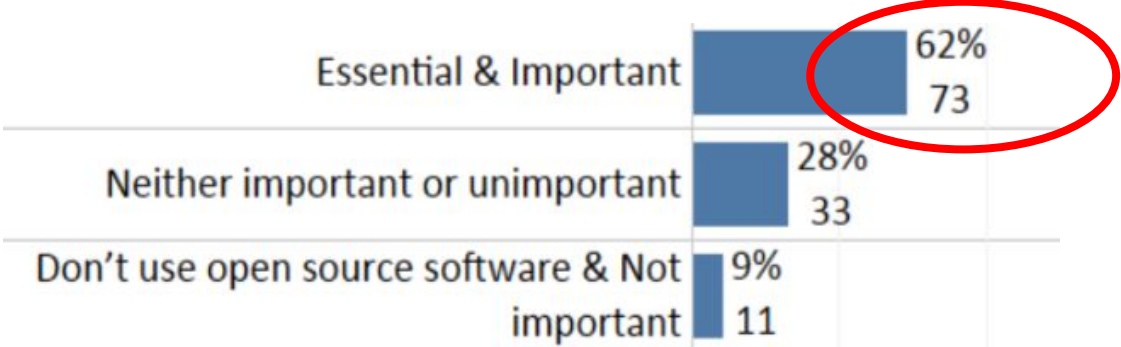 Essential & Important
62%
73
Neither important or unimportant
28%
33
Don’t use open source software & Not
important
9%
11